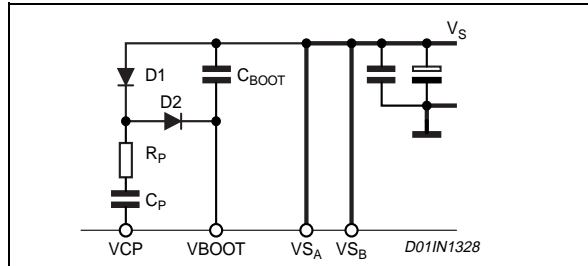 VS
D1
CBOOT
D2
RP
CP
VCP VBOOT VSA VSB D01IN1328